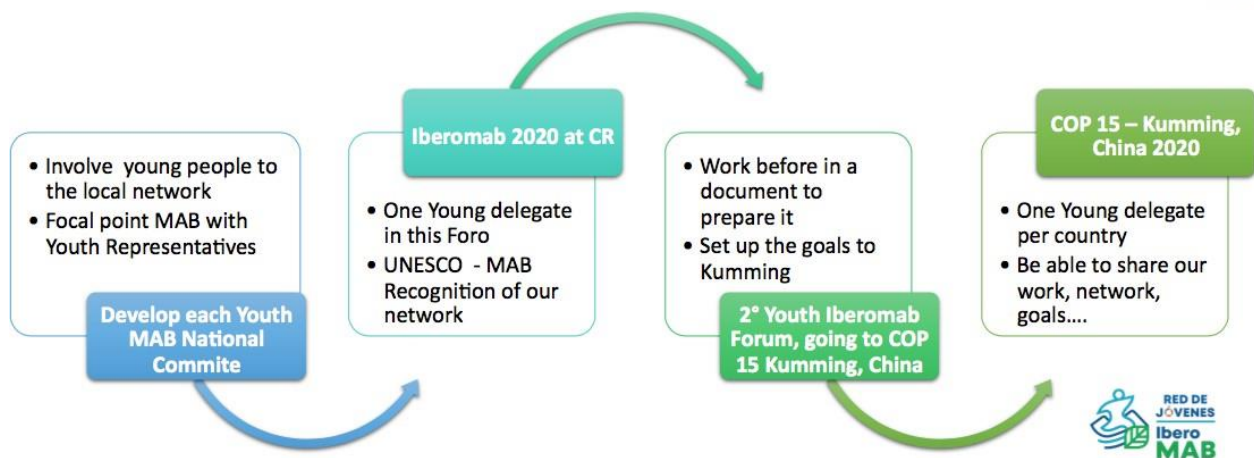 • Involve young people to
the local network
• Focal point MAB with
Youth Representatives
Develop each Youth
MAB National
Commite
Iberomab 2020 at CR
• One Young delegate
in this Foro
• UNESCO - MAB
Recognition of our
network
• Work before in a
document to
prepare it
• Set up the goals to
Kumming
2° Youth Iberomab
Forum, going to COP
15 Kumming, China
COP 15 – Kumming,
China 2020
• One Young delegate
per country
• Be able to share our
work, network,
goals….
RED DE
JÓVENES
Ibero
MAB